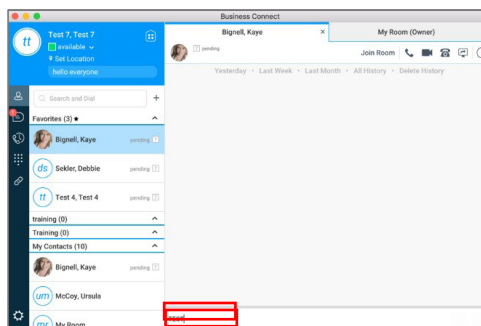 Business Connect
tt
Test 7, Test 7
available
Set Location
hello everyone
Bignell, Kaye ×
My Room (Owner)
pending
Join Room
Yesterday • Last Week • Last Month • All History • Delete History
Search and Dial +
Favorites (3) ★
Bignell, Kaye pending
ds Sekler, Debbie pending
tt Test 4, Test 4 pending
training (0)
Training (0)
My Contacts (10)
Bignell, Kaye pending
um McCoy, Ursula
mr My Room